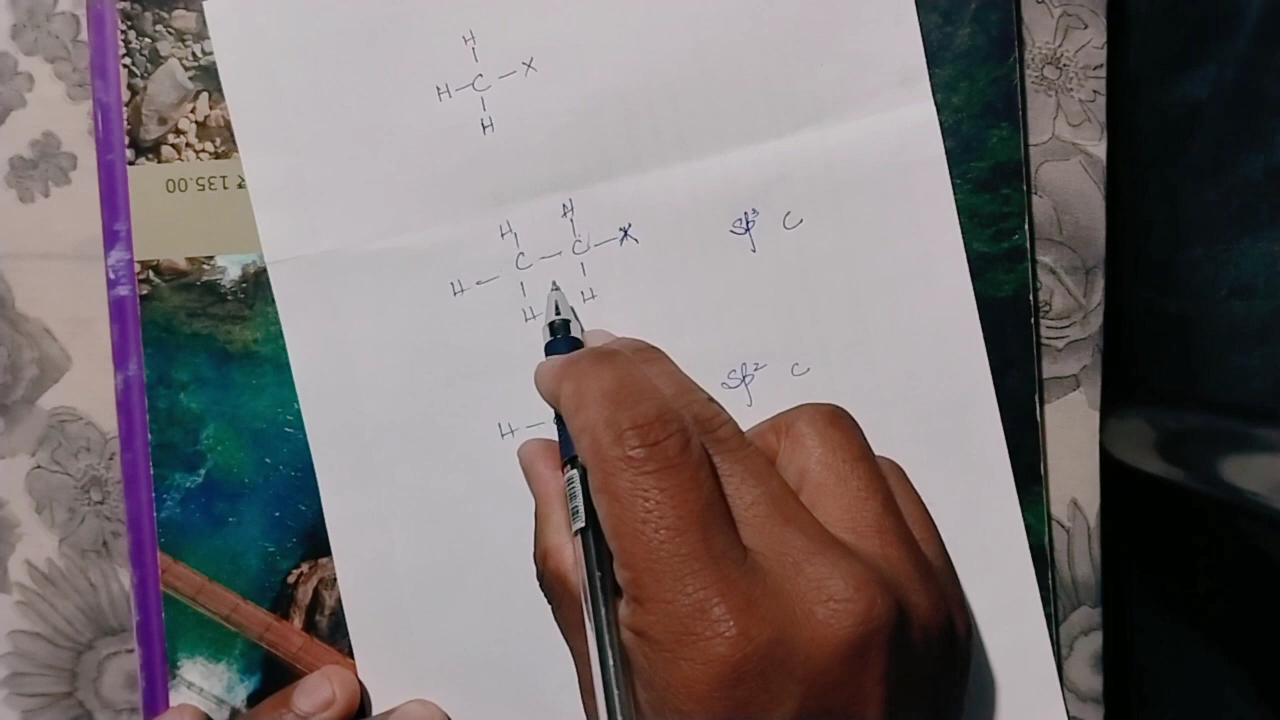 H
H-C-X
H
H H
H-C-C-X sp³ C
H H
sp² C
H-
₹ 135.00